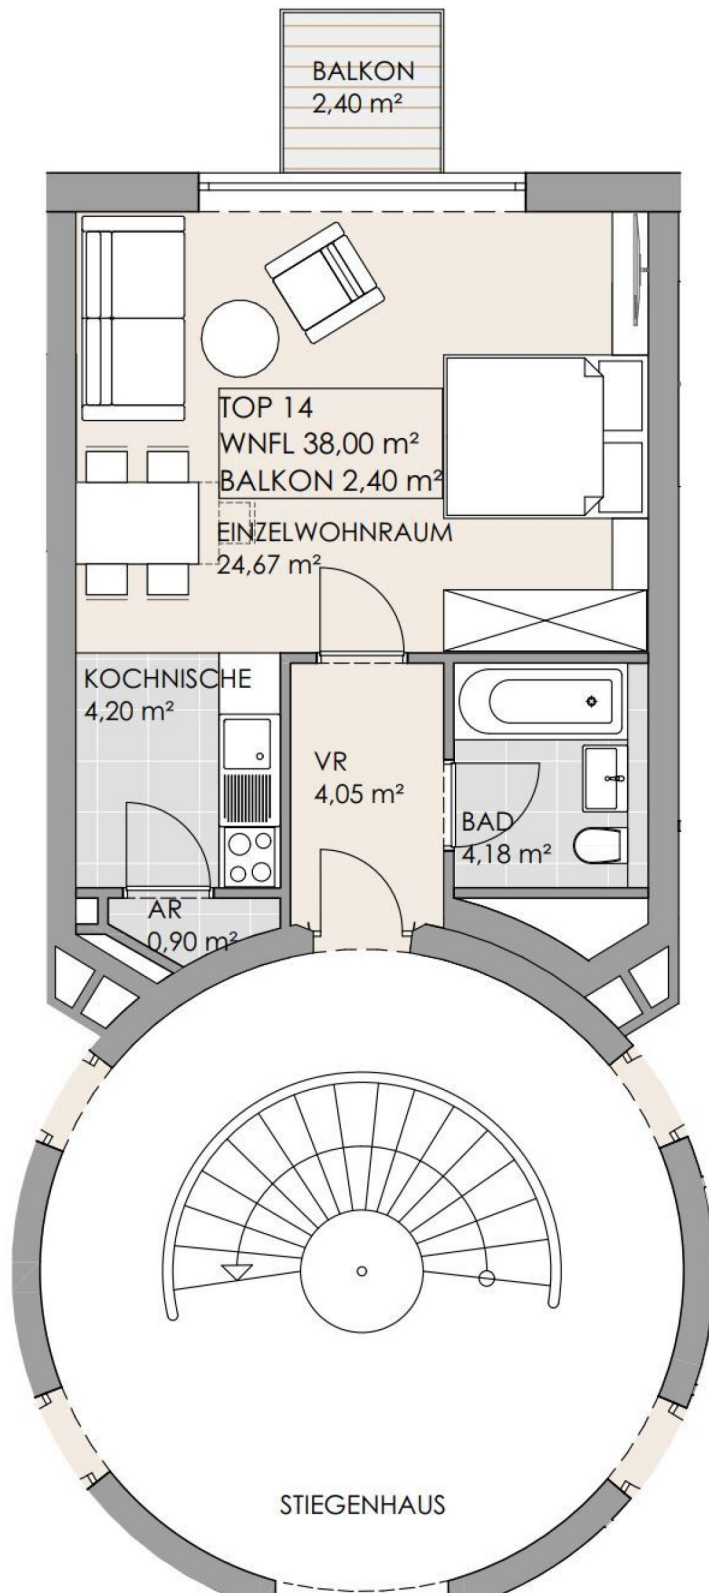 BALKON
2,40 m²
TOP 14
WNFL 38,00 m²
BALKON 2,40 m²
EINZELWOHNRAUM
24,67 m²
KOCHNISCHE
4,20 m²
VR
4,05 m²
BAD
4,18 m²
AR
0,90 m²
STIEGENHAUS